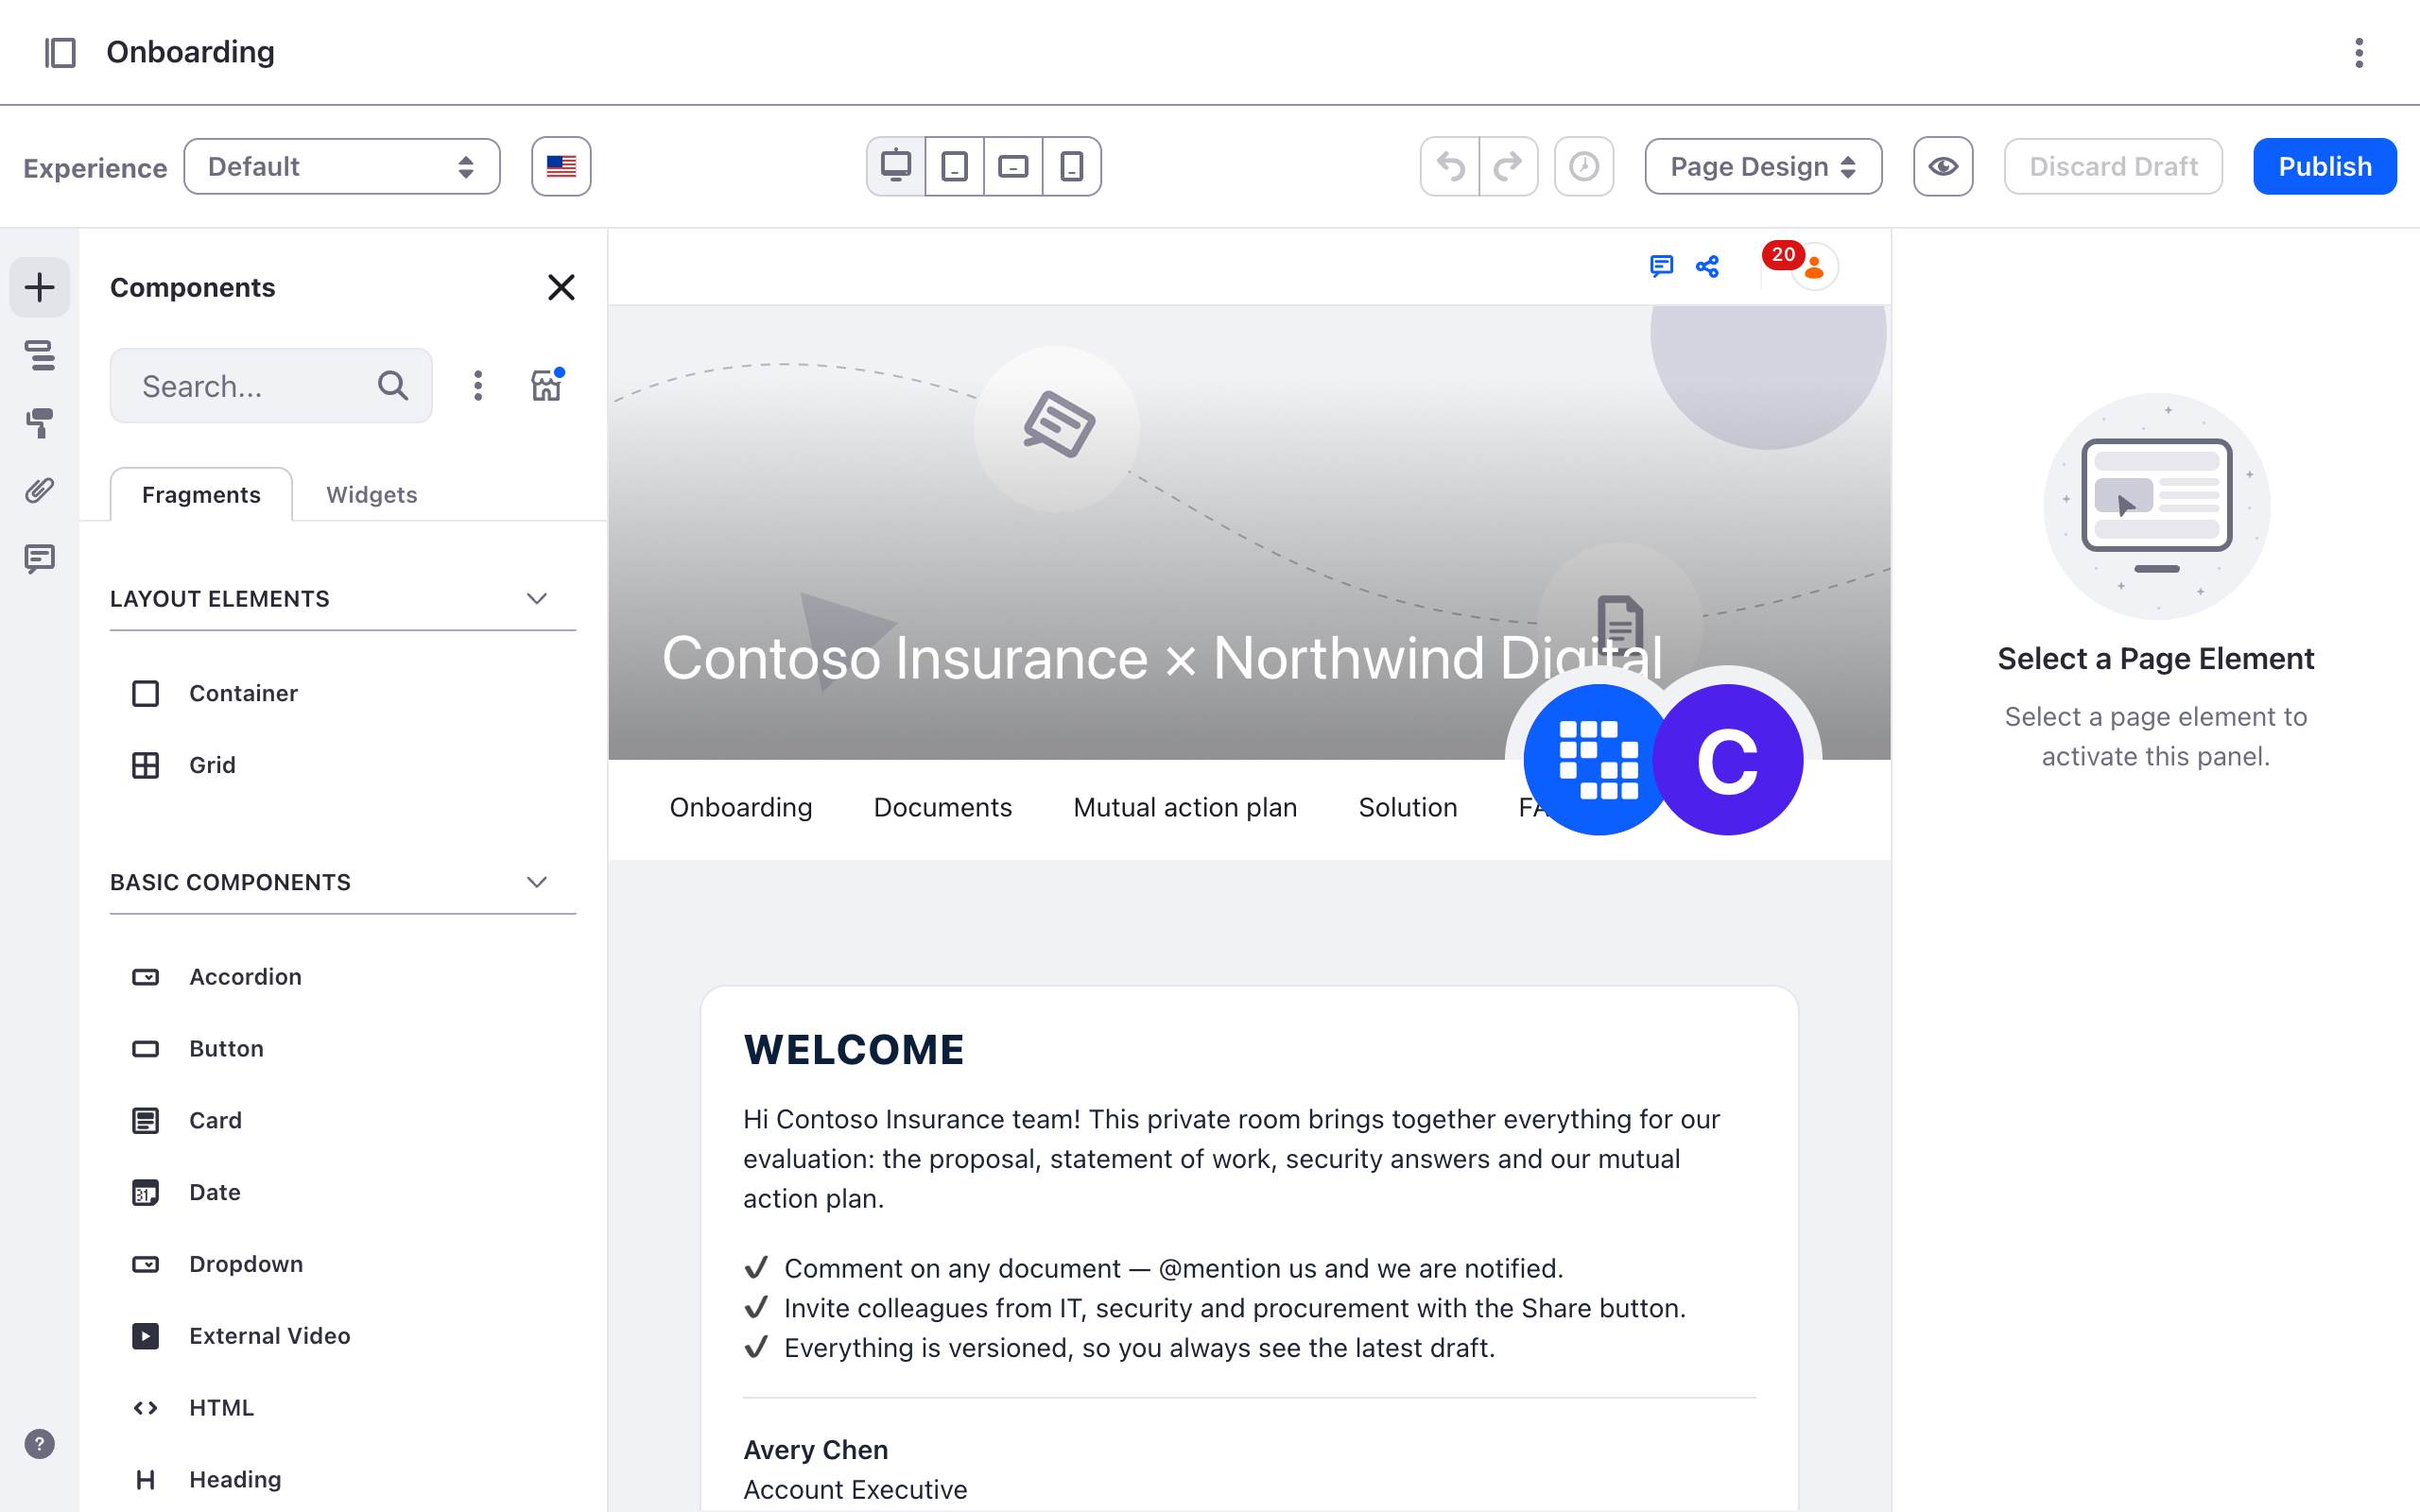 Onboarding
Experience
Default
Page Design
Discard Draft
Publish
Components
Search...
Fragments
Widgets
LAYOUT ELEMENTS
Container
Grid
BASIC COMPONENTS
Accordion
Button
Card
31
Date
Dropdown
External Video
HTML
H
Heading
?
20
Contoso Insurance × Northwind Digital
C
Onboarding
Documents
Mutual action plan
Solution
WELCOME
Hi Contoso Insurance team! This private room brings together everything for our
evaluation: the proposal, statement of work, security answers and our mutual
action plan.
✔ Comment on any document — @mention us and we are notified.
✔ Invite colleagues from IT, security and procurement with the Share button.
✔ Everything is versioned, so you always see the latest draft.
Avery Chen
Account Executive
Select a Page Element
Select a page element to
activate this panel.